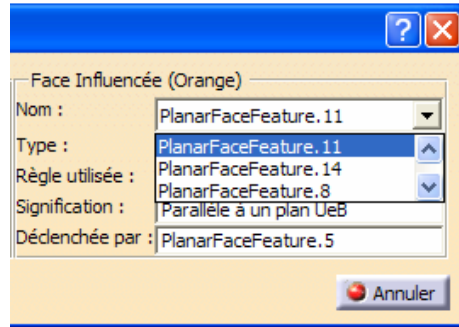 Face Influencée (Orange)
Nom : PlanarFaceFeature.11
Type : PlanarFaceFeature.11
PlanarFaceFeature.14
Règle utilisée : PlanarFaceFeature.8
Signification : Parallèle à un plan UeB
Déclenchée par : PlanarFaceFeature.5
Annuler